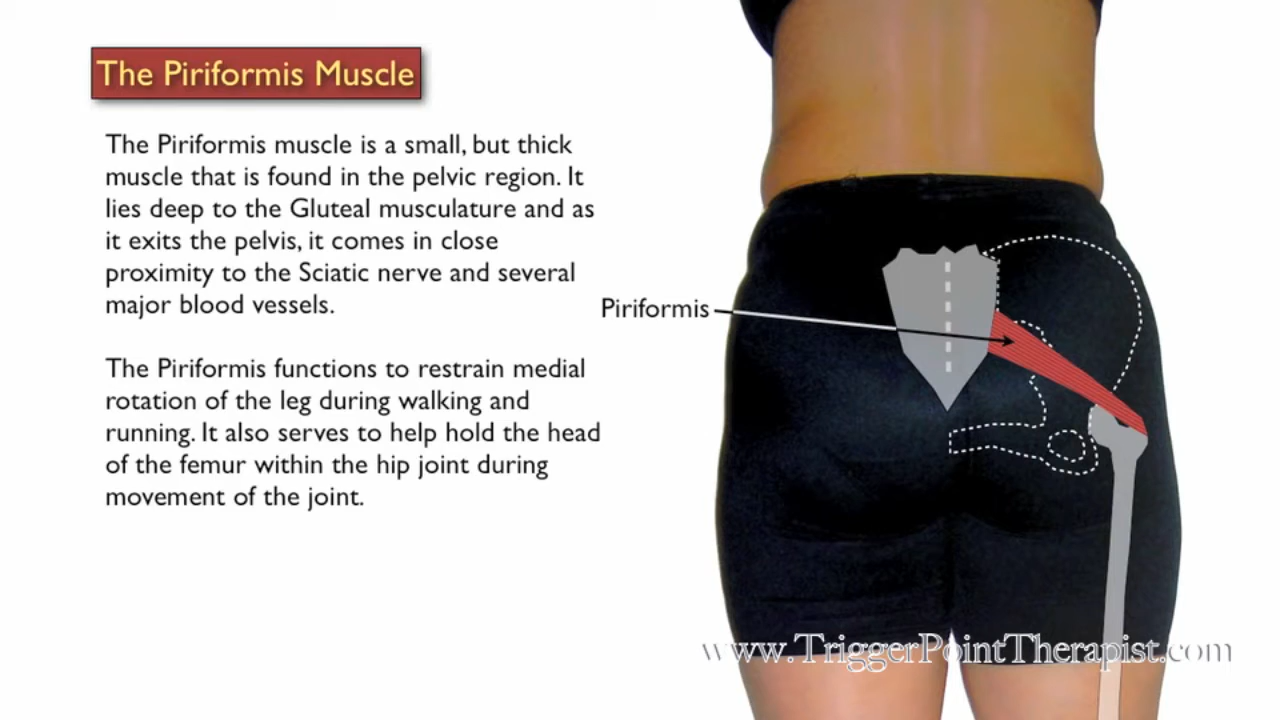 The Piriformis Muscle
The Piriformis muscle is a small, but thick
muscle that is found in the pelvic region. It
lies deep to the Gluteal musculature and as
it exits the pelvis, it comes in close
proximity to the Sciatic nerve and several
major blood vessels.
The Piriformis functions to restrain medial
rotation of the leg during walking and
running. It also serves to help hold the head
of the femur within the hip joint during
movement of the joint.
Piriformis
www.TriggerPointTherapist.com